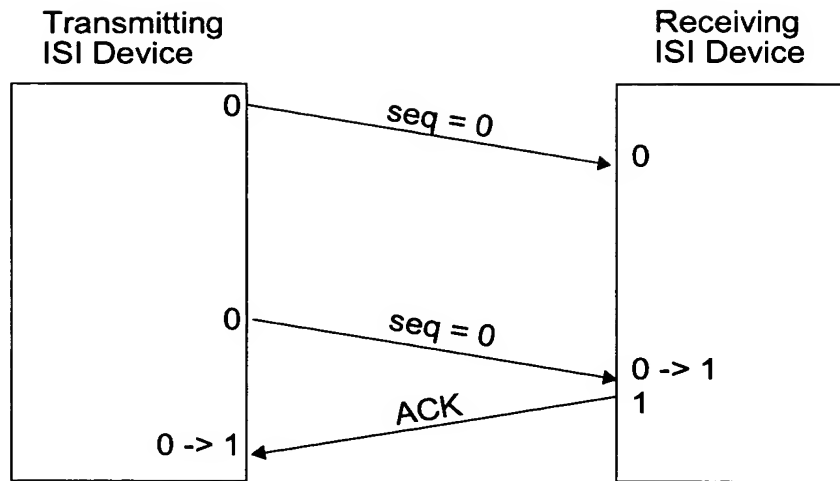 Transmitting
ISI Device
Receiving
ISI Device
0
seq = 0
0
0
seq = 0
0 -> 1
ACK
1
0 -> 1